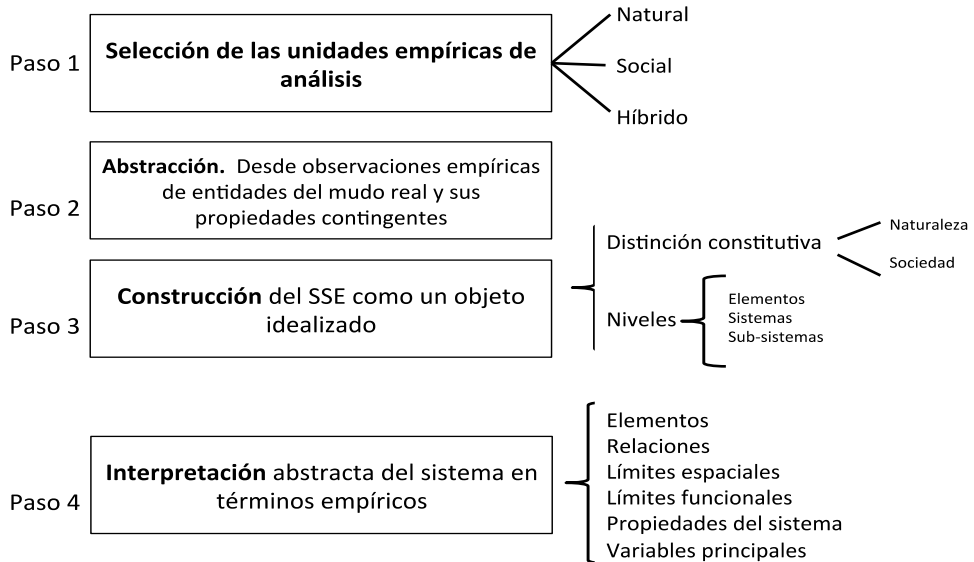 Paso 1
Selección de las unidades empíricas de
análisis
Natural
Social
Híbrido
Paso 2
Abstracción. Desde observaciones empíricas
de entidades del mudo real y sus
propiedades contingentes
Paso 3
Construcción del SSE como un objeto
idealizado
Distinción constitutiva
Naturaleza
Sociedad
Niveles
Elementos
Sistemas
Sub-sistemas
Paso 4
Interpretación abstracta del sistema en
términos empíricos
Elementos
Relaciones
Límites espaciales
Límites funcionales
Propiedades del sistema
Variables principales